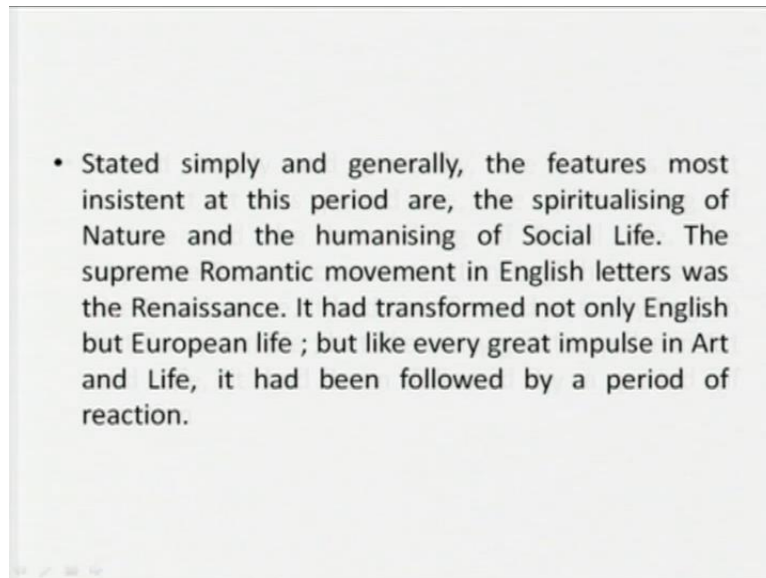 • Stated simply and generally, the features most
insistent at this period are, the spiritualising of
Nature and the humanising of Social Life. The
supreme Romantic movement in English letters was
the Renaissance. It had transformed not only English
but European life ; but like every great impulse in Art
and Life, it had been followed by a period of
reaction.